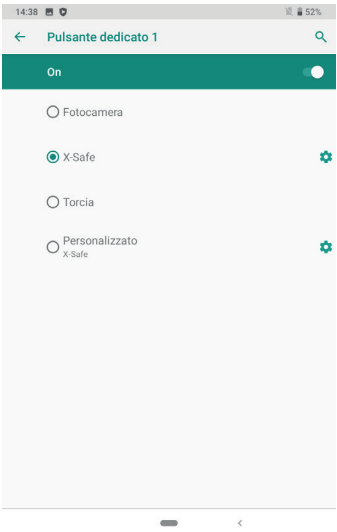 14:38 52%
Pulsante dedicato 1
On
Fotocamera
X-Safe
Torcia
Personalizzato
X-Safe